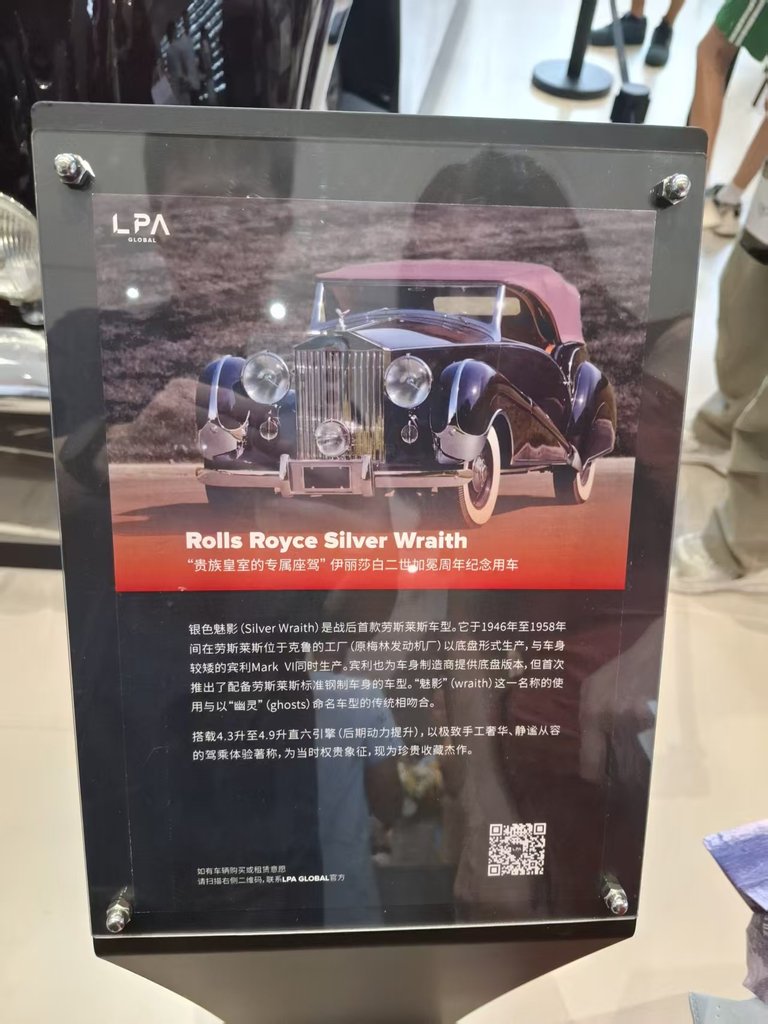 LPA
GLOBAL
Rolls Royce Silver Wraith
“贵族皇室的专属座驾” 伊丽莎白二世加冕周年纪念用车
银色魅影（Silver Wraith）是战后首款劳斯莱斯车型。它于1946年至1958年
间在劳斯莱斯位于克鲁的工厂（原梅林发动机厂）以底盘形式生产，与车身
较矮的宾利Mark VI同时生产。宾利也为车身制造商提供底盘版本，但首次
推出了配备劳斯莱斯标准钢制车身的车型。“魅影”（wraith）这一名称的使
用与以“幽灵”（ghosts）命名车型的传统相吻合。
搭载4.3升至4.9升直六引擎（后期动力提升），以极致手工奢华、静谧从容
的驾乘体验著称，为当时权贵象征，现为珍贵收藏杰作。
如有车辆购买或租赁意愿
请扫描右侧二维码，联系LPA GLOBAL官方